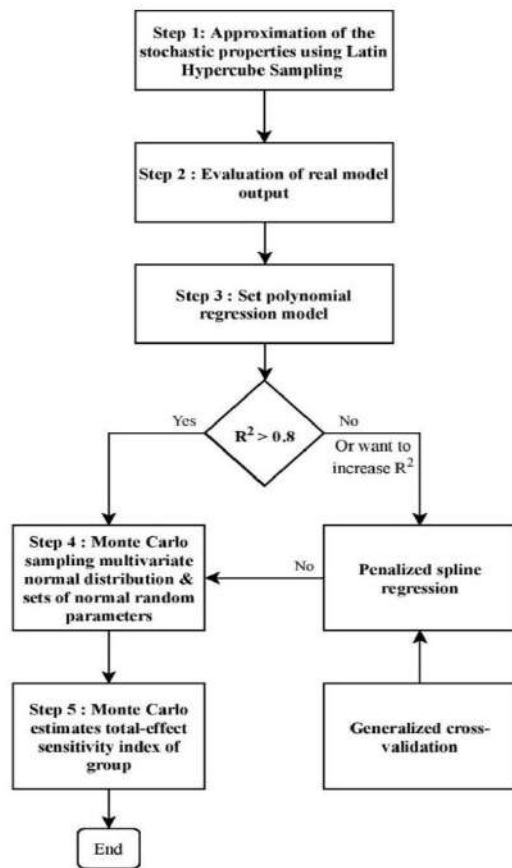 Step 1: Approximation of the
stochastic properties using Latin
Hypercube Sampling
Step 2 : Evaluation of real model
output
Step 3 : Set polynomial
regression model
Yes
R² > 0.8
No
Or want to
increase R²
Step 4 : Monte Carlo
sampling multivariate
normal distribution &
sets of normal random
parameters
No
Penalized spline
regression
Step 5 : Monte Carlo
estimates total-effect
sensitivity index of
group
Generalized cross-
validation
End